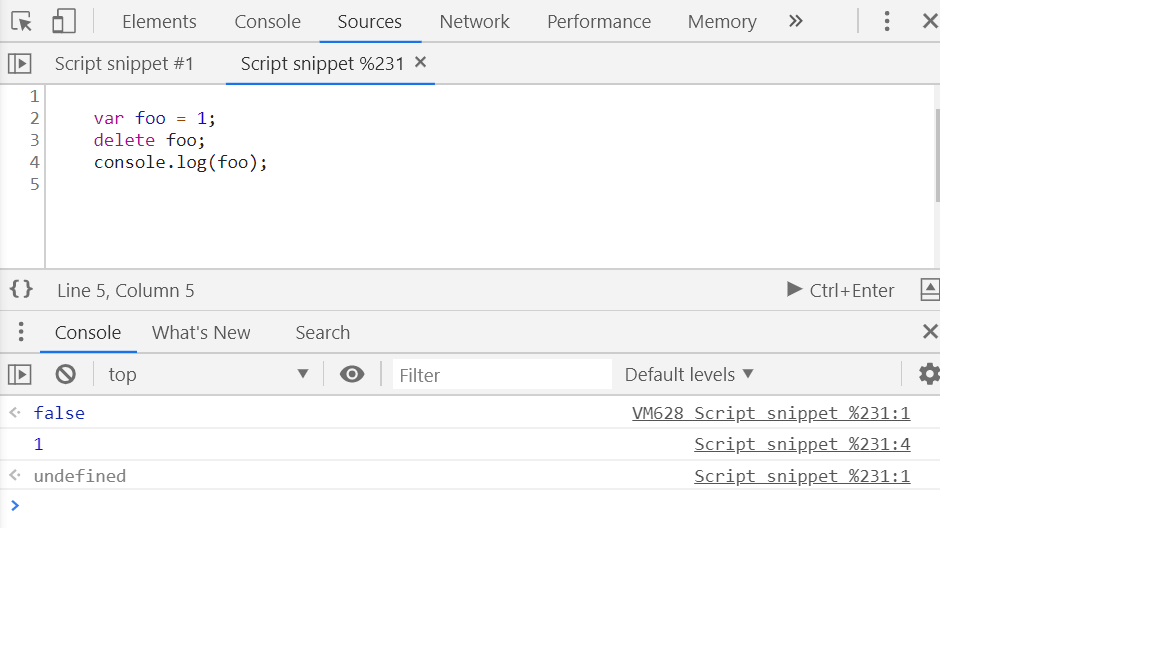 Elements Console Sources Network Performance Memory »
Script snippet #1 Script snippet %231 ×
1
2 var foo = 1;
3 delete foo;
4 console.log(foo);
5
{} Line 5, Column 5 ▶ Ctrl+Enter
Console What's New Search
top ▼ Filter Default levels ▼
false VM628 Script snippet %231:1
1 Script snippet %231:4
undefined Script snippet %231:1
>